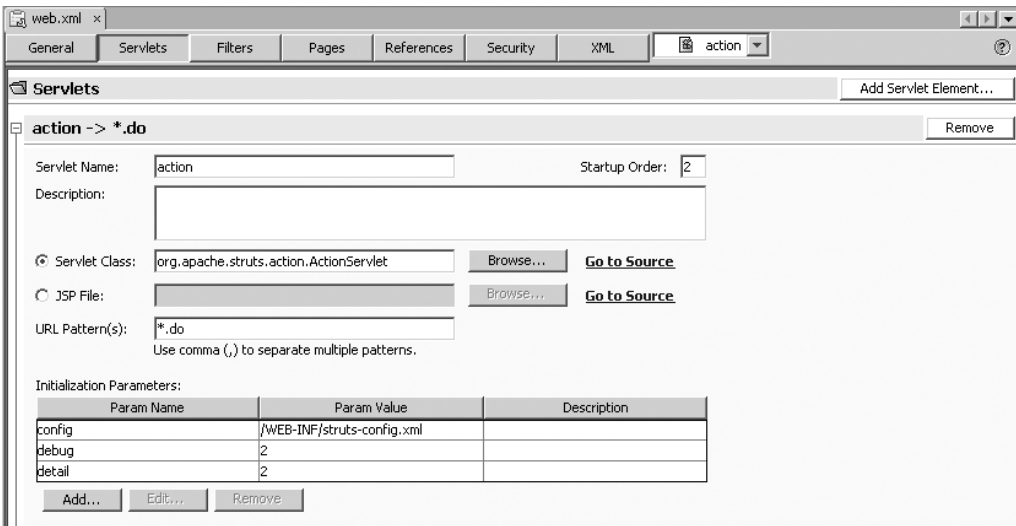 web.xml ×
General Servlets Filters Pages References Security XML action
Servlets Add Servlet Element...
action -> *.do Remove
Servlet Name: action Startup Order: 2
Description:
Servlet Class: org.apache.struts.action.ActionServlet Browse... Go to Source
JSP File: Browse... Go to Source
URL Pattern(s): *.do
Use comma (,) to separate multiple patterns.
Initialization Parameters:
Param Name Param Value Description
config /WEB-INF/struts-config.xml
debug 2
detail 2
Add... Edit... Remove